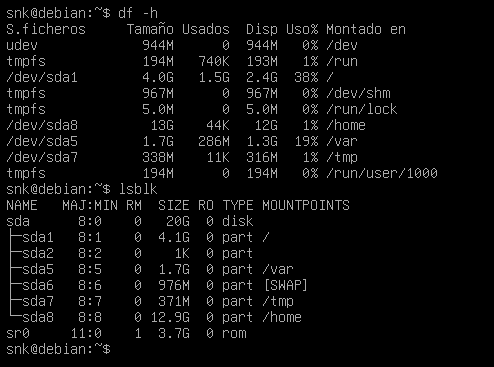 snk@debian:~$ df -h
S.ficheros     Tamaño Usados  Disp Uso% Montado en
udev             944M      0  944M   0% /dev
tmpfs            194M   740K  193M   1% /run
/dev/sda1        4.0G   1.5G  2.4G  38% /
tmpfs            967M      0  967M   0% /dev/shm
tmpfs            5.0M      0  5.0M   0% /run/lock
/dev/sda8         13G    44K   12G   1% /home
/dev/sda5        1.7G   286M  1.3G  19% /var
/dev/sda7        338M    11K  316M   1% /tmp
tmpfs            194M      0  194M   0% /run/user/1000
snk@debian:~$ lsblk
NAME   MAJ:MIN RM  SIZE RO TYPE MOUNTPOINTS
sda      8:0    0   20G  0 disk
├─sda1   8:1    0  4.1G  0 part /
├─sda2   8:2    0    1K  0 part
├─sda5   8:5    0  1.7G  0 part /var
├─sda6   8:6    0  976M  0 part [SWAP]
├─sda7   8:7    0  371M  0 part /tmp
└─sda8   8:8    0 12.9G  0 part /home
sr0     11:0    1  3.7G  0 rom
snk@debian:~$